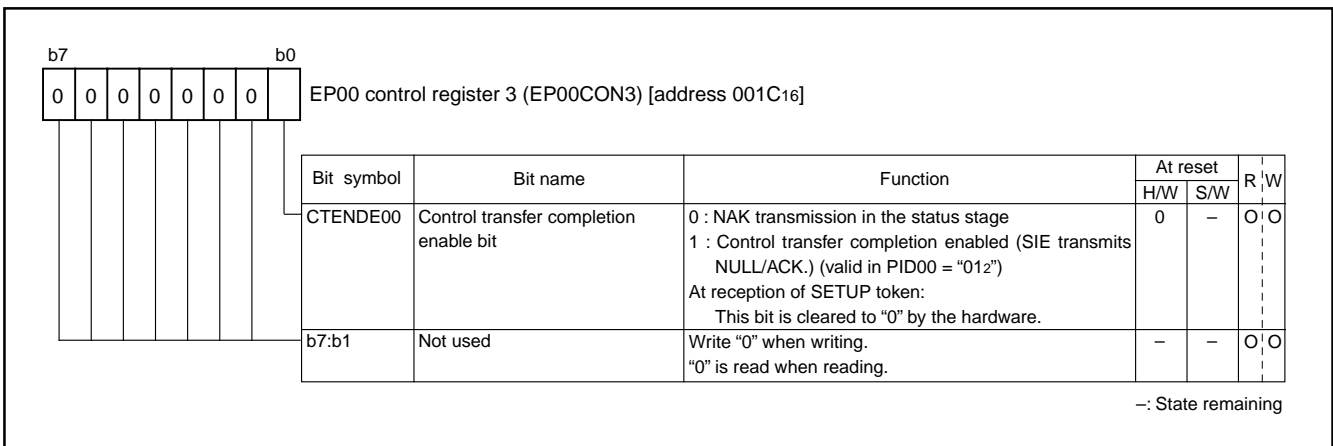 b7 b0
0 0 0 0 0 0 0 EP00 control register 3 (EP00CON3) [address 001C16]
Bit symbol Bit name Function At reset R W
H/W S/W
CTENDE00 Control transfer completion 0 : NAK transmission in the status stage 0 – O O
enable bit 1 : Control transfer completion enabled (SIE transmits
NULL/ACK.) (valid in PID00 = “012”)
At reception of SETUP token:
This bit is cleared to “0” by the hardware.
b7:b1 Not used Write “0” when writing. – – O O
“0” is read when reading.
–: State remaining